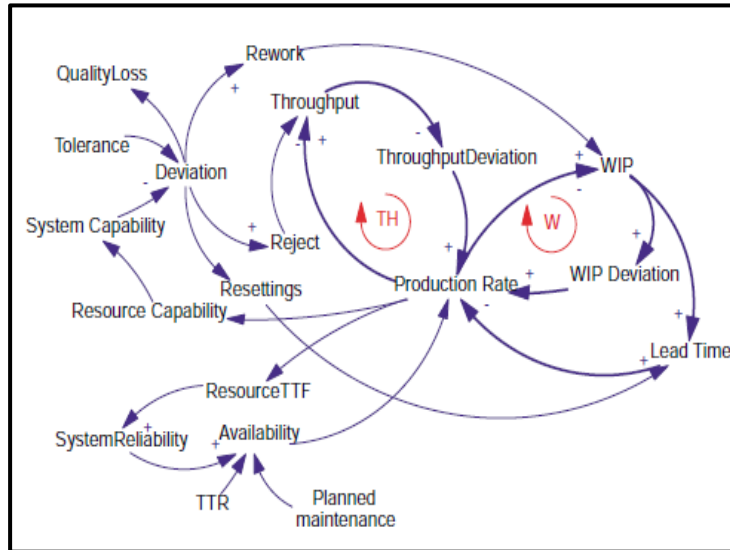 Rework
QualityLoss
+
Throughput
- +
-
Tolerance
ThroughputDeviation
+
WIP
-
Deviation
-
System Capability
TH
W
+
Reject
+
+
WIP Deviation
Resettings
+
Production Rate
-
Resource Capability
+
Lead Time
+
ResourceTTF
+
SystemReliability
+
Availability
TTR
Planned
maintenance